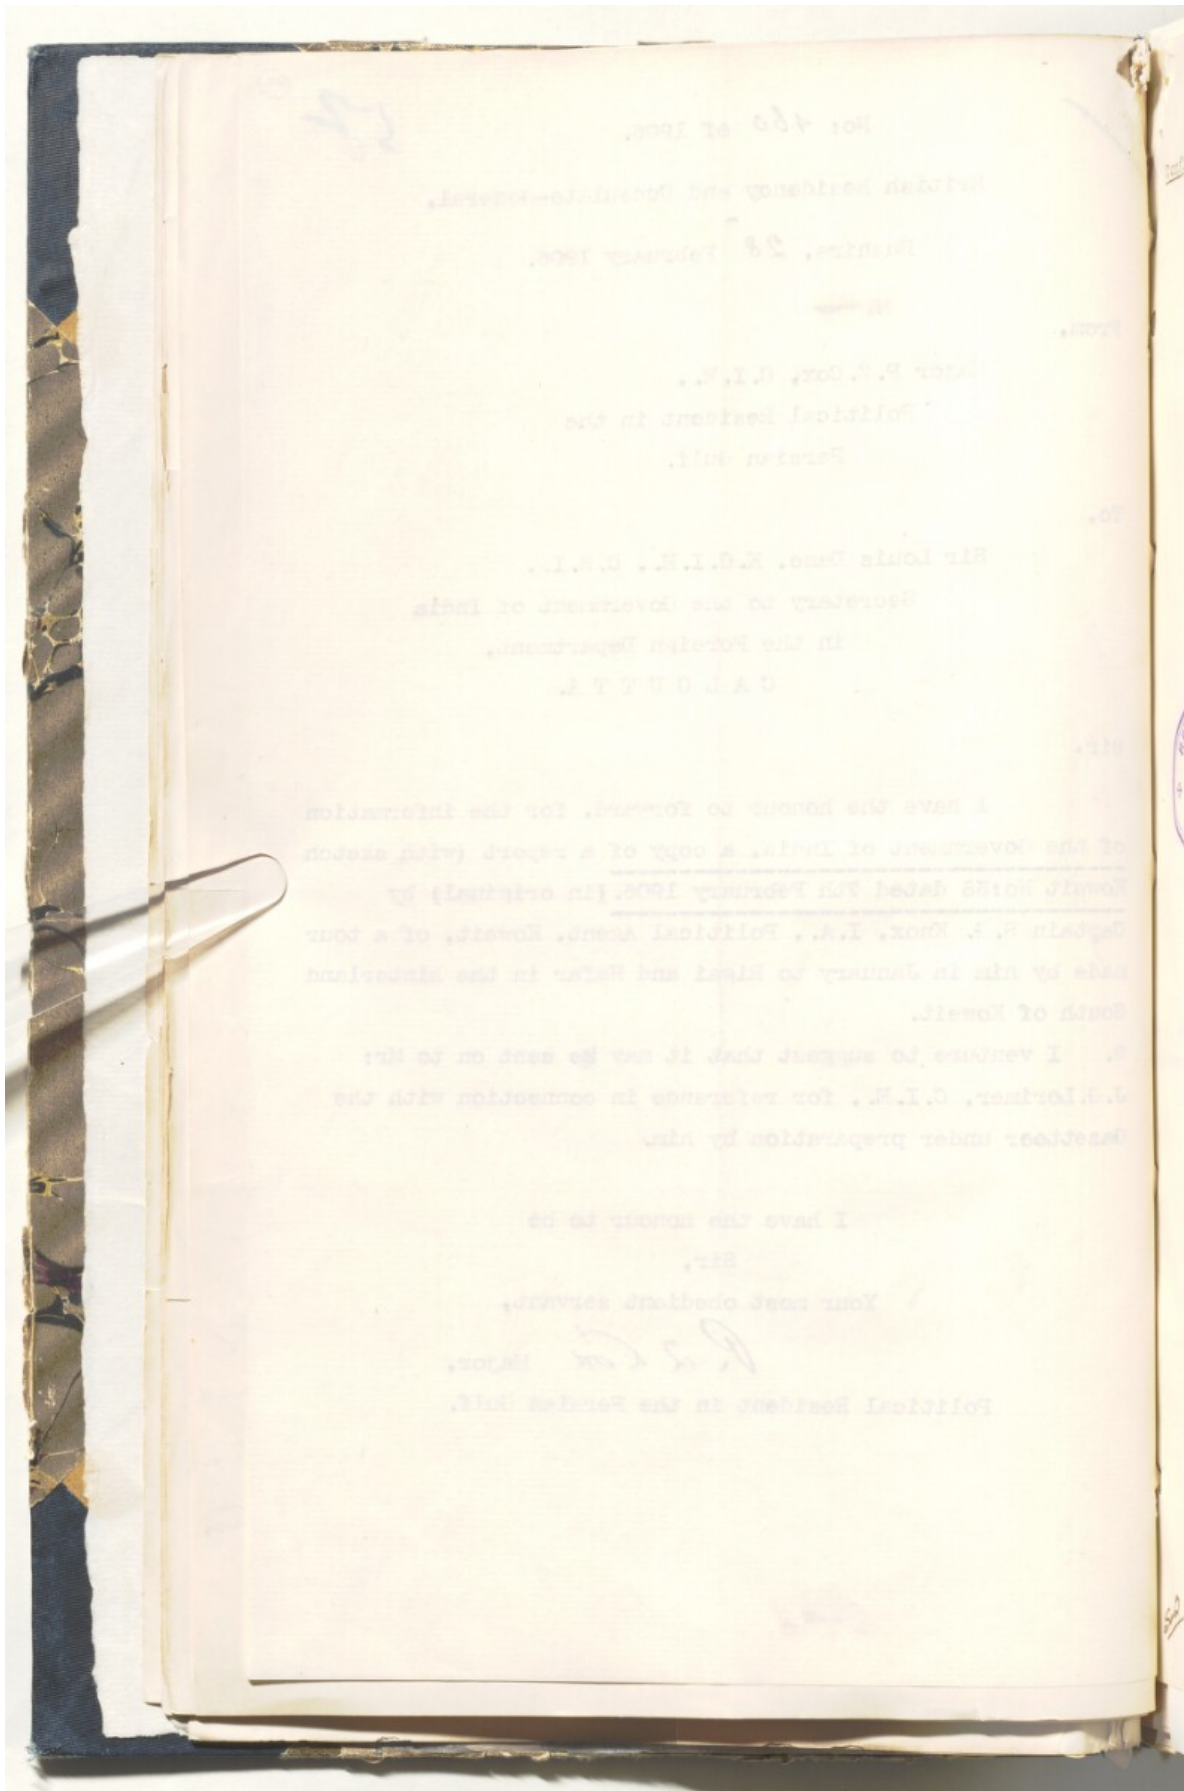 No: 460 of 1906.
British Residency and Consulate-General,
Bushire, 28 February 1906.
From,
Major P.Z.Cox, C.I.E.,
Political Resident in the
Persian Gulf.
To,
Sir Louis Dane, K.C.I.E., C.S.I.,
Secretary to the Government of India
in the Foreign Department,
C A L C U T T A.
Sir,
I have the honour to forward, for the information
of the Government of India, a copy of a report (with sketch
Koweit No:38 dated 7th February 1906.(in original) by
Captain S.G. Knox, I.A., Political Agent, Koweit, of a tour
made by him in January to Rigai and Hafar in the hinterland
South of Koweit.
2. I venture to suggest that it may be sent on to Mr:
J.G.Lorimer, C.I.E., for reference in connection with the
Gazetteer under preparation by him.
I have the honour to be
Sir,
Your most obedient servant,
P. Z. Cox Major,
Political Resident in the Persian Gulf.